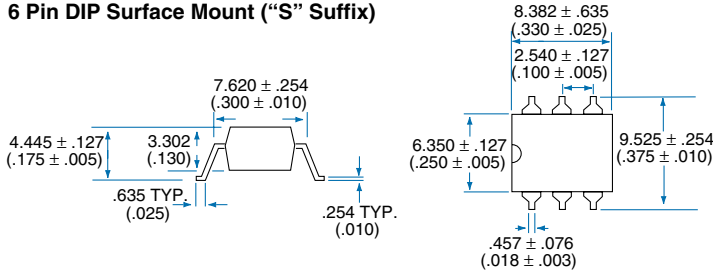 6 Pin DIP Surface Mount (“S” Suffix)
7.620 ± .254
(.300 ± .010)
4.445 ± .127
(.175 ± .005)
3.302
(.130)
.635 TYP.
(.025)
.254 TYP.
(.010)
8.382 ± .635
(.330 ± .025)
2.540 ± .127
(.100 ± .005)
6.350 ± .127
(.250 ± .005)
9.525 ± .254
(.375 ± .010)
.457 ± .076
(.018 ± .003)